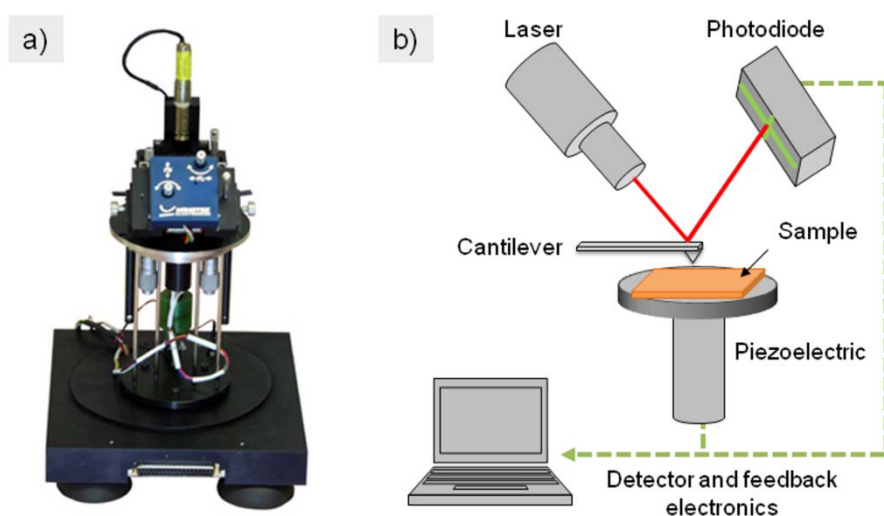 a)
b)
Laser
Photodiode
Cantilever
Sample
Piezoelectric
Detector and feedback
electronics